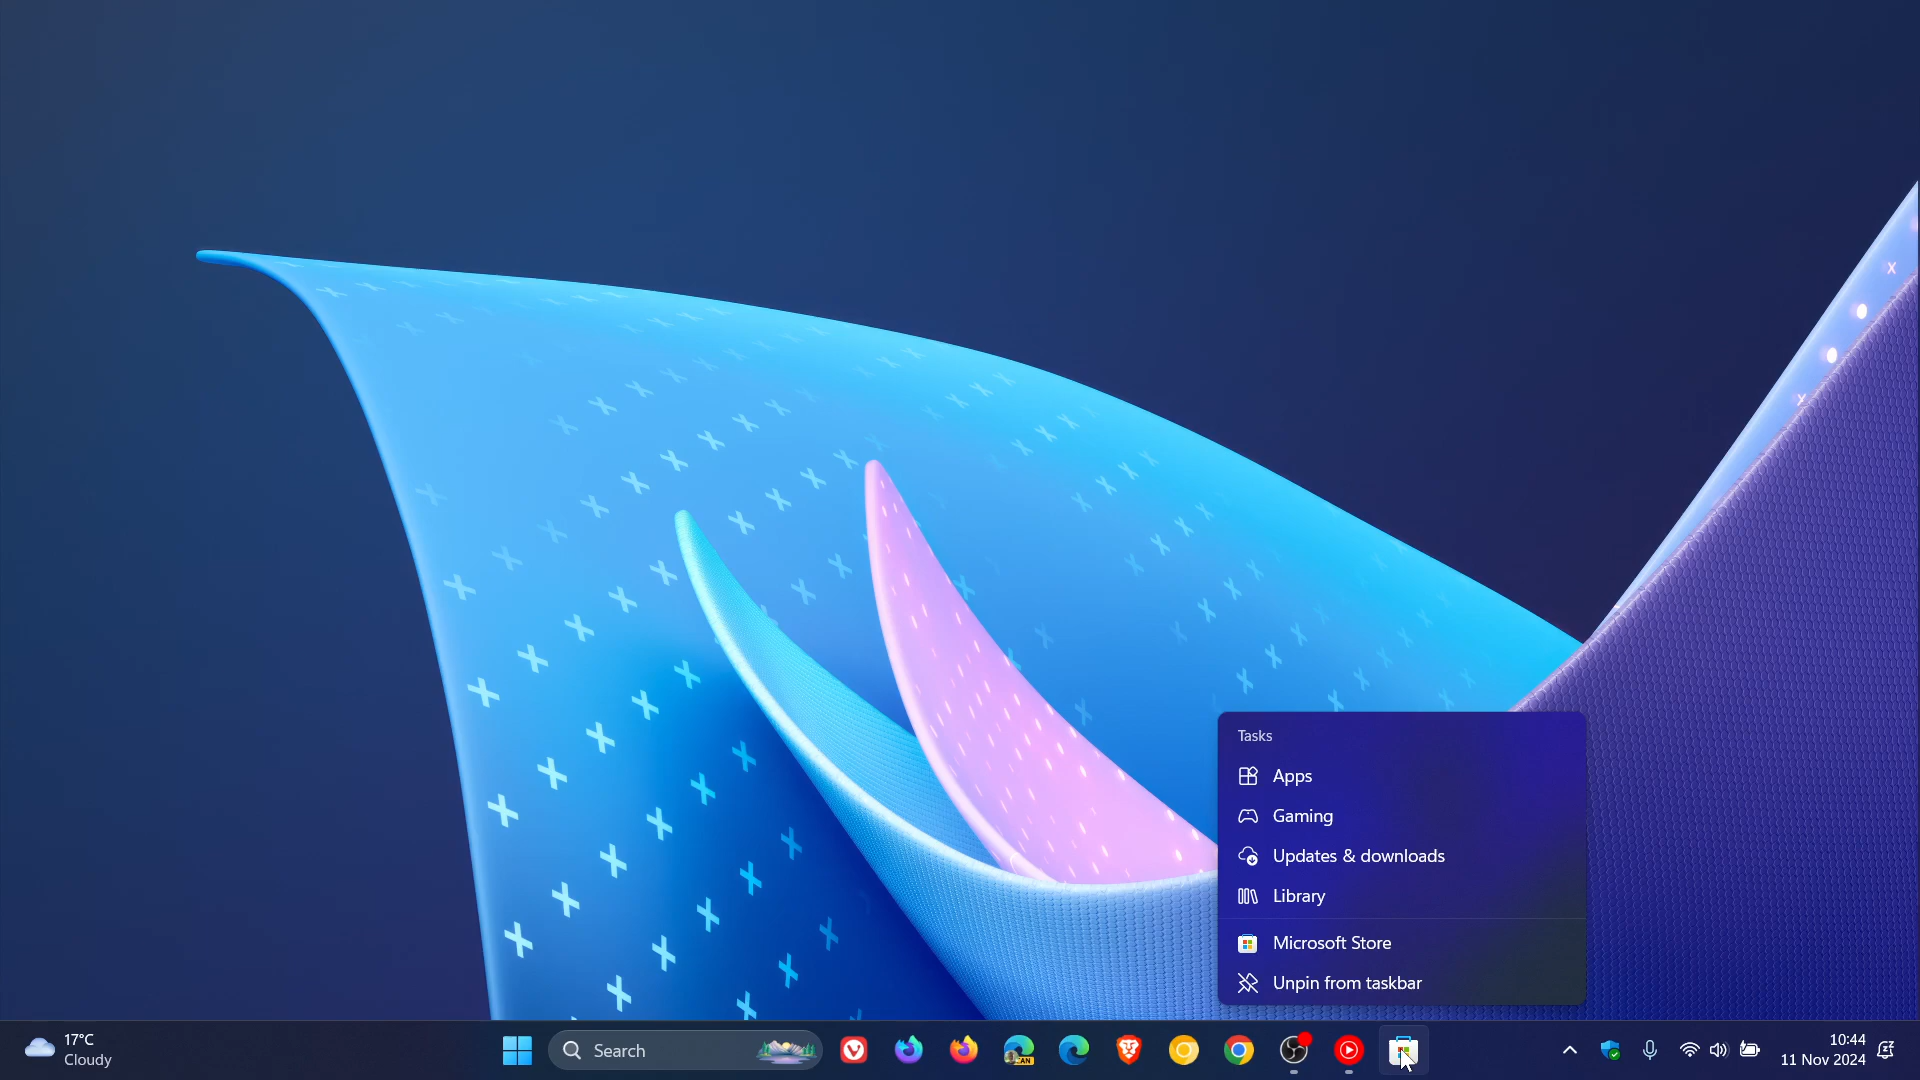 Tasks
Apps
Gaming
Updates & downloads
Library
Microsoft Store
Unpin from taskbar
17°C
Cloudy
Search
CAN
10:44
11 Nov 2024